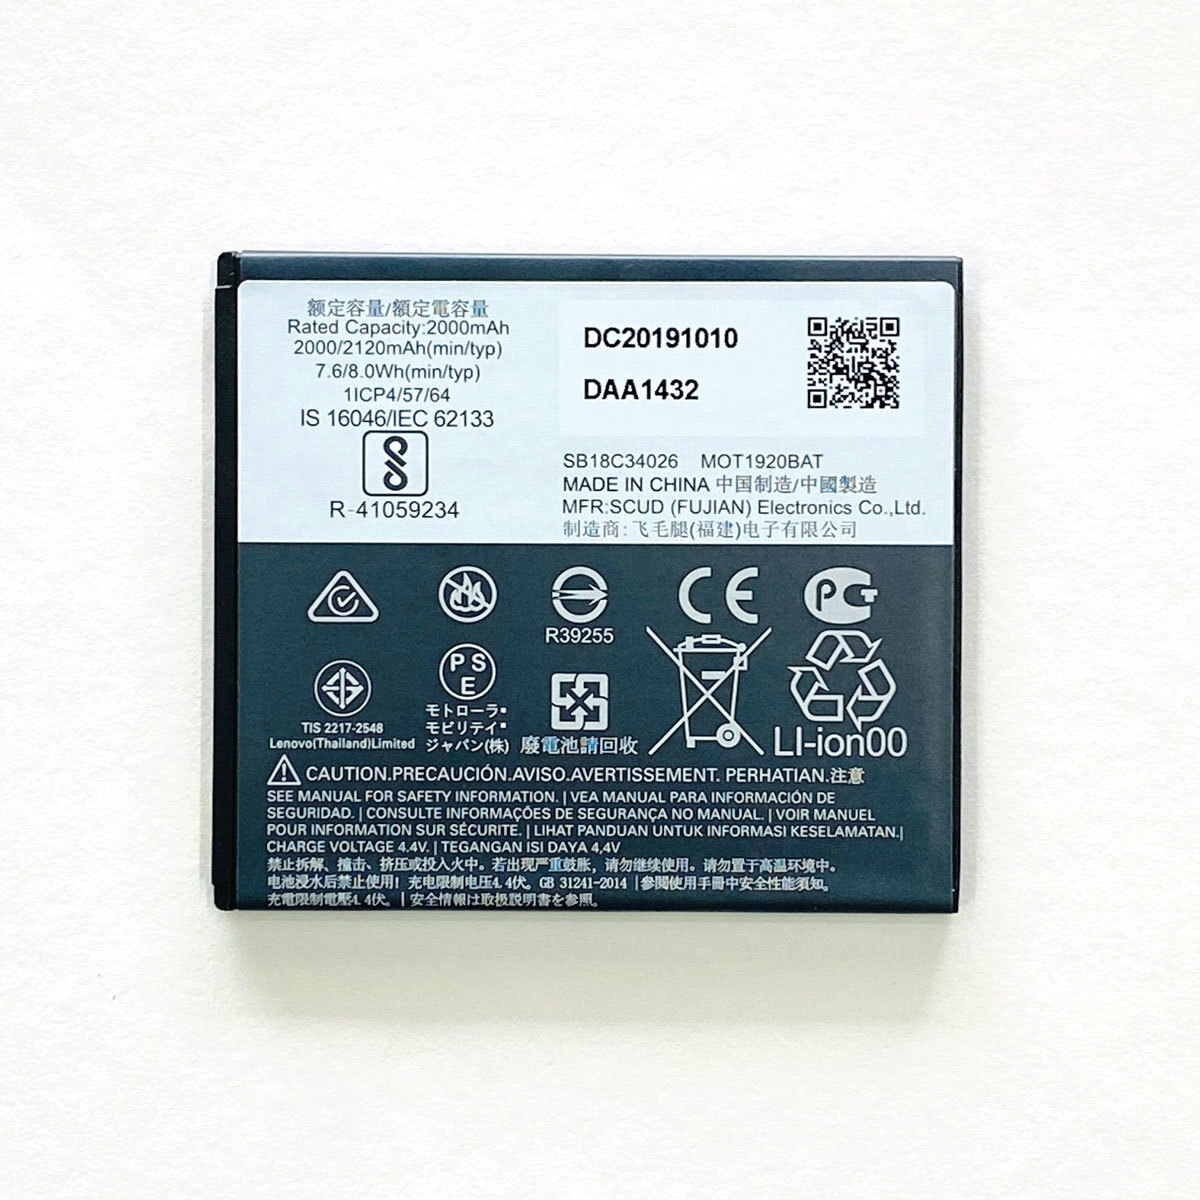 额定容量/額定電容量
Rated Capacity:2000mAh
2000/2120mAh(min/typ)
7.6/8.0Wh(min/typ)
1ICP4/57/64
IS 16046/IEC 62133
R-41059234
DC20191010
DAA1432
SB18C34026 MOT1920BAT
MADE IN CHINA 中国制造/中國製造
MFR:SCUD (FUJIAN) Electronics Co.,Ltd.
制造商: 飞毛腿(福建)电子有限公司
R39255
CE
TIS 2217-2548
Lenovo(Thailand)Limited
PS
E
モトローラ・
モビリティ・
ジャパン(株)
廢電池請回收
LI-ion00
CAUTION.PRECAUCIÓN.AVISO.AVERTISSEMENT. PERHATIAN.注意
SEE MANUAL FOR SAFETY INFORMATION. | VEA MANUAL PARA INFORMACIÓN DE
SEGURIDAD. | CONSULTE INFORMAÇÕES DE SEGURANÇA NO MANUAL. | VOIR MANUEL
POUR INFORMATION SUR SÉCURITE. | LIHAT PANDUAN UNTUK INFORMASI KESELAMATAN.|
CHARGE VOLTAGE 4.4V. | TEGANGAN ISI DAYA 4,4V
禁止拆解、撞击、挤压或投入火中。若出现严重鼓胀，请勿继续使用。请勿置于高温环境中。
电池浸水后禁止使用！充电限制电压4.4伏。GB 31241-2014 | 參閱使用手冊中安全性能須知。
充電限制電壓4.4伏。 | 安全情報は取扱説明書を参照。